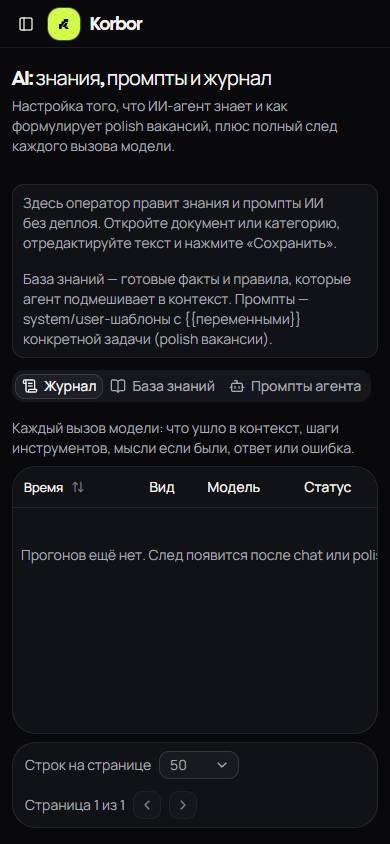 Korbor
AI: знания, промпты и журнал
Настройка того, что ИИ-агент знает и как
формулирует polish вакансий, плюс полный след
каждого вызова модели.
Здесь оператор правит знания и промпты ИИ
без деплоя. Откройте документ или категорию,
отредактируйте текст и нажмите «Сохранить».
База знаний — готовые факты и правила, которые
агент подмешивает в контекст. Промпты —
system/user-шаблоны с {{переменными}}
конкретной задачи (polish вакансии).
Журнал База знаний Промпты агента
Каждый вызов модели: что ушло в контекст, шаги
инструментов, мысли если были, ответ или ошибка.
Время Вид Модель Статус
Прогонов ещё нет. След появится после chat или
Строк на странице 50
Страница 1 из 1